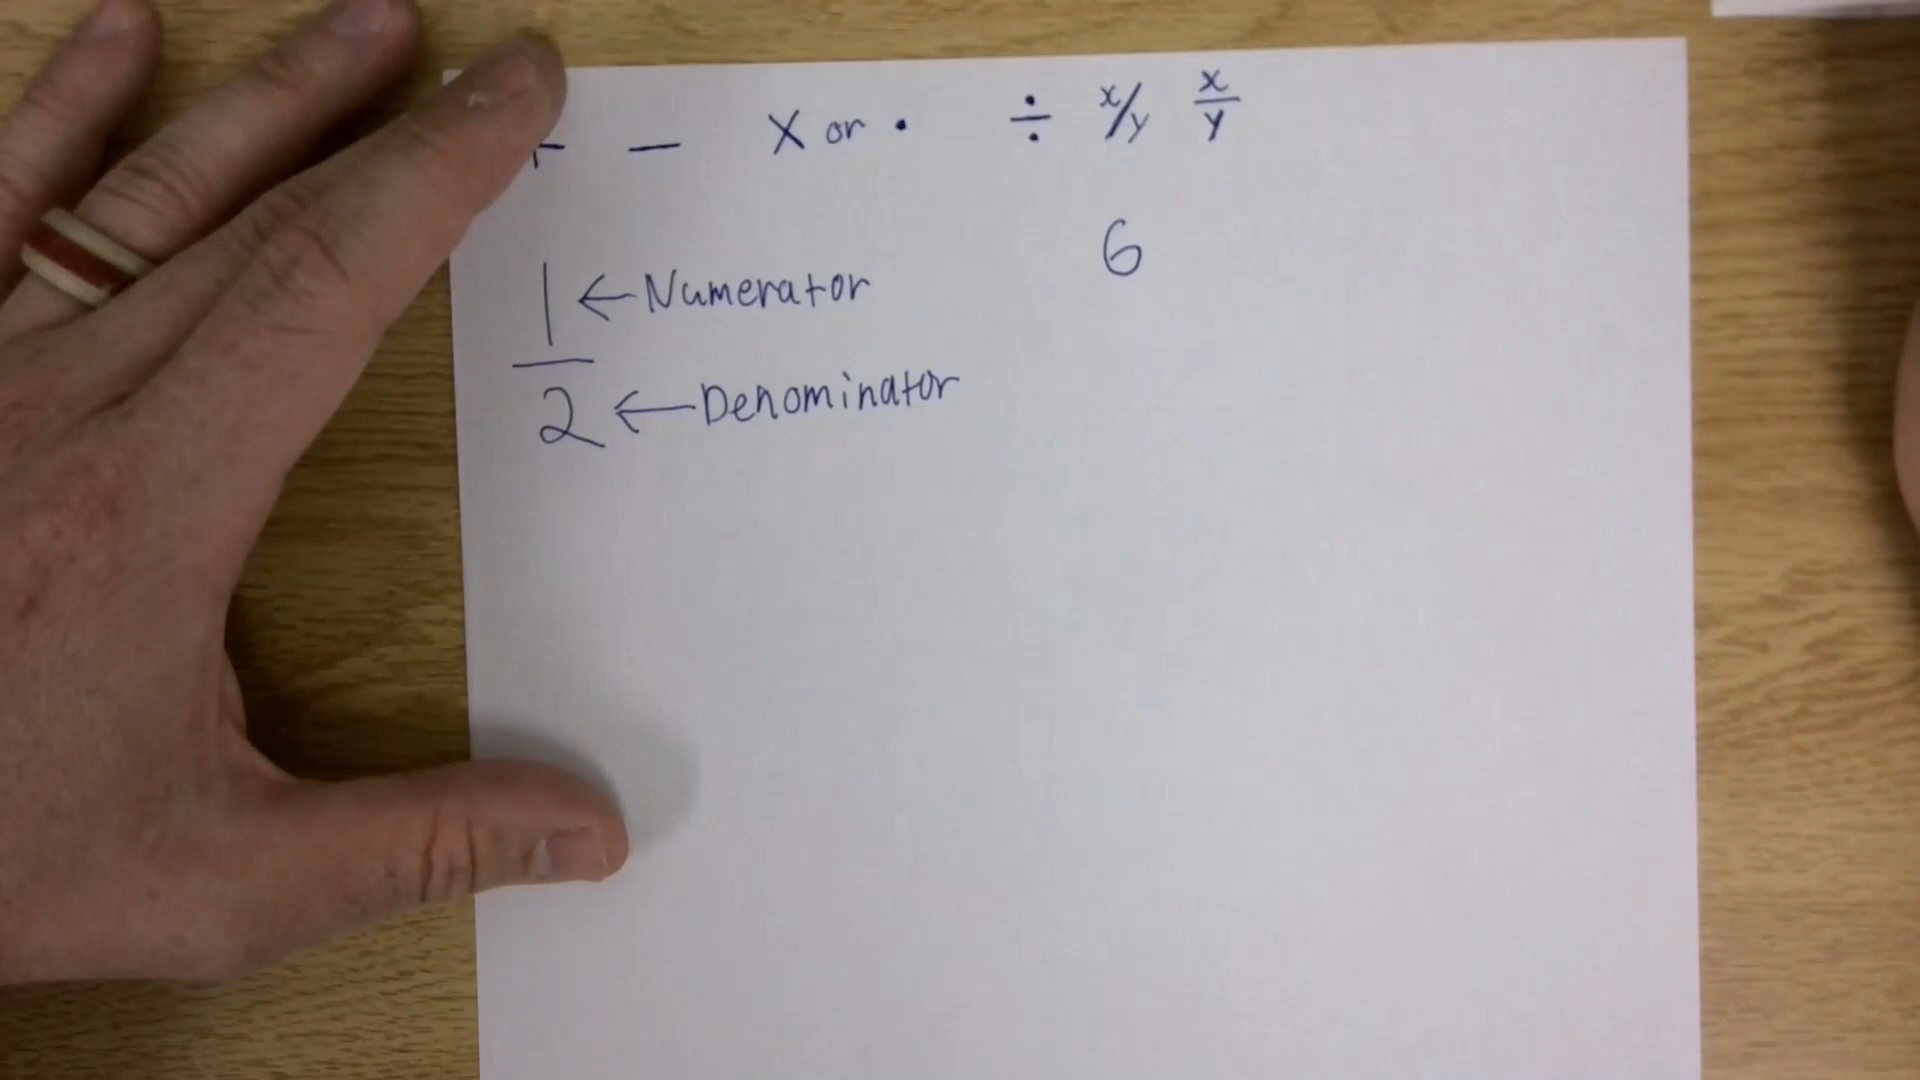 + − X or · ÷ x/y x/y
6
1 ← Numerator
2 ← Denominator